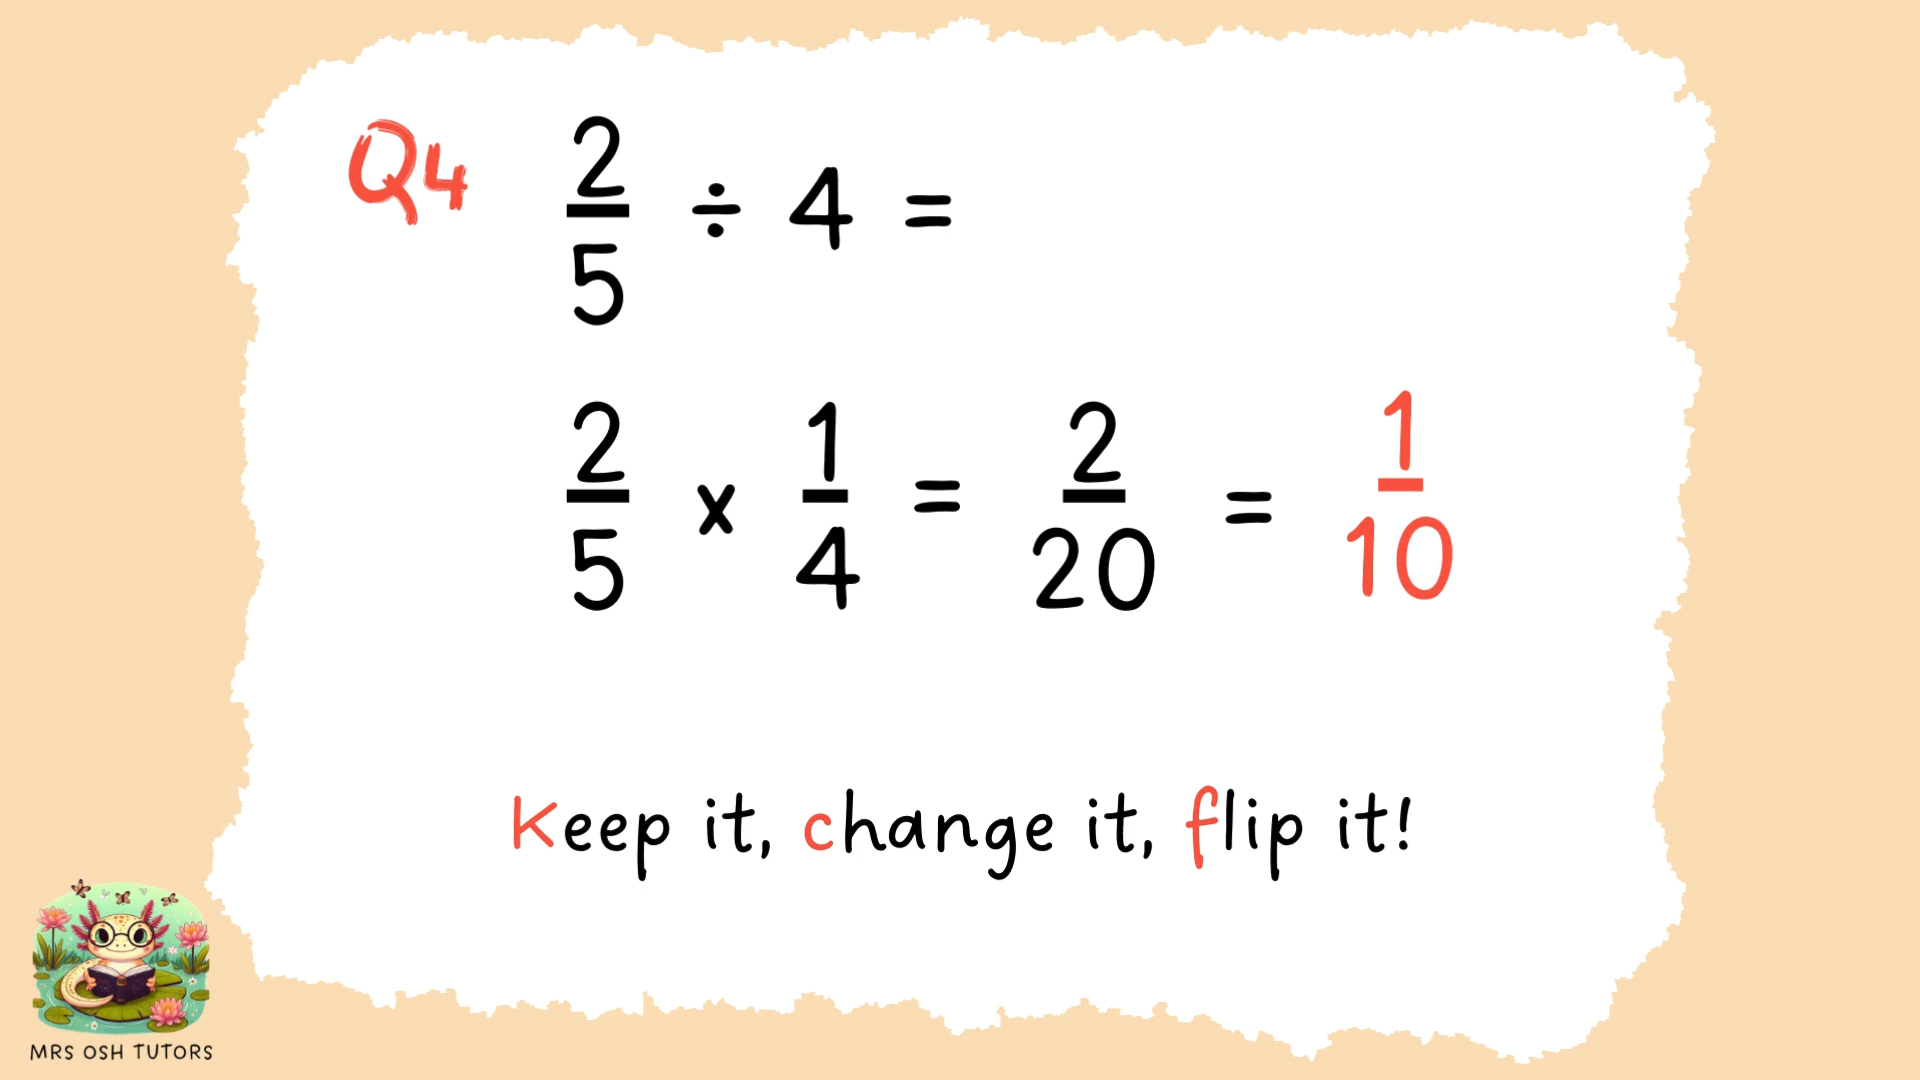 Q4 2/5 ÷ 4 =
2/5 x 1/4 = 2/20 = 1/10
Keep it, change it, flip it!
MRS OSH TUTORS